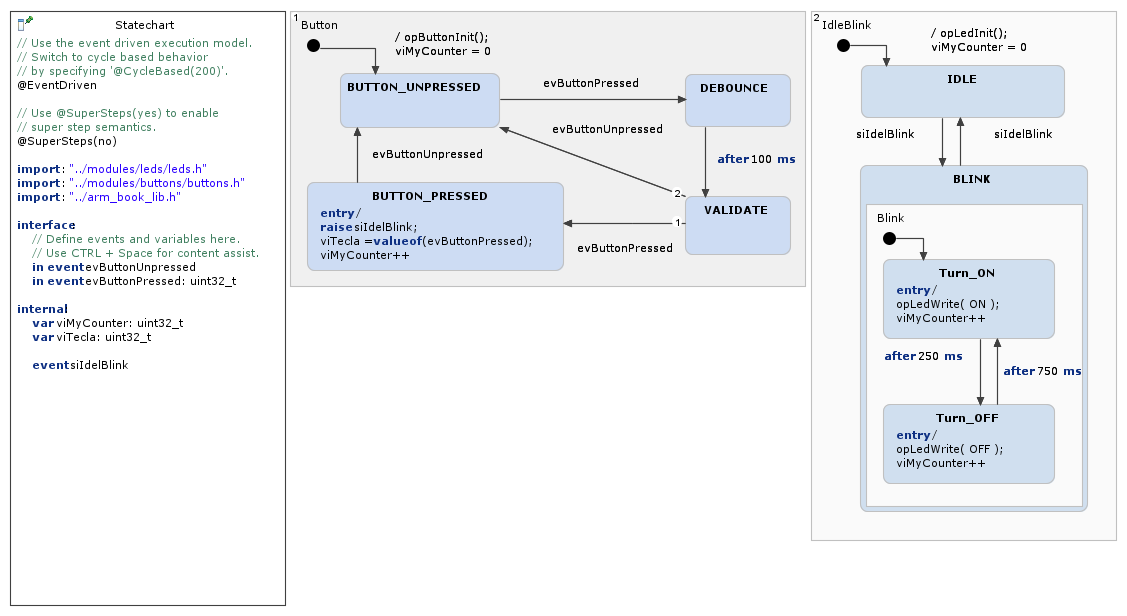 Statechart
// Use the event driven execution model.
// Switch to cycle based behavior
// by specifying '@CycleBased(200)'.
@EventDriven
// Use @SuperSteps(yes) to enable
// super step semantics.
@SuperSteps(no)
import: "../modules/leds/leds.h"
import: "../modules/buttons/buttons.h"
import: "../arm_book_lib.h"
interface:
// Define events and variables here.
// Use CTRL + Space for content assist.
in event evButtonUnpressed
in event evButtonPressed: uint32_t
internal:
var viMyCounter: uint32_t
var viTecla: uint32_t
event siIdelBlink
1
Button
/ opButtonInit();
viMyCounter = 0
BUTTON_UNPRESSED
evButtonPressed
DEBOUNCE
evButtonUnpressed
evButtonUnpressed
after 100 ms
BUTTON_PRESSED
entry /
raise siIdelBlink;
viTecla = valueof(evButtonPressed);
viMyCounter++
2
VALIDATE
1
evButtonPressed
2
IdleBlink
/ opLedInit();
viMyCounter = 0
IDLE
siIdelBlink
siIdelBlink
BLINK
Blink
Turn_ON
entry /
opLedWrite( ON );
viMyCounter++
after 250 ms
after 750 ms
Turn_OFF
entry /
opLedWrite( OFF );
viMyCounter++